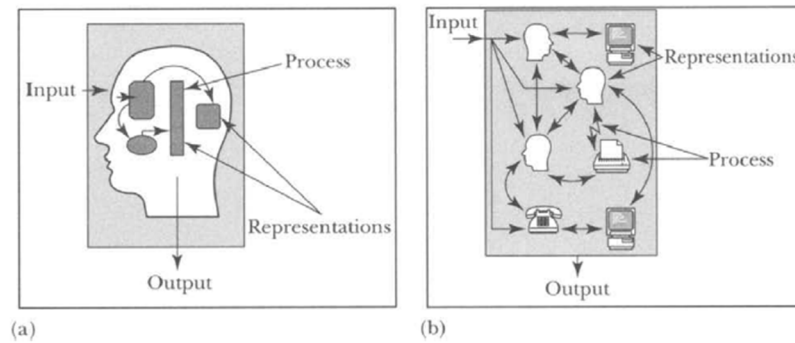 Input
Process
Representations
Output
(a)
Input
Representations
Process
Output
(b)